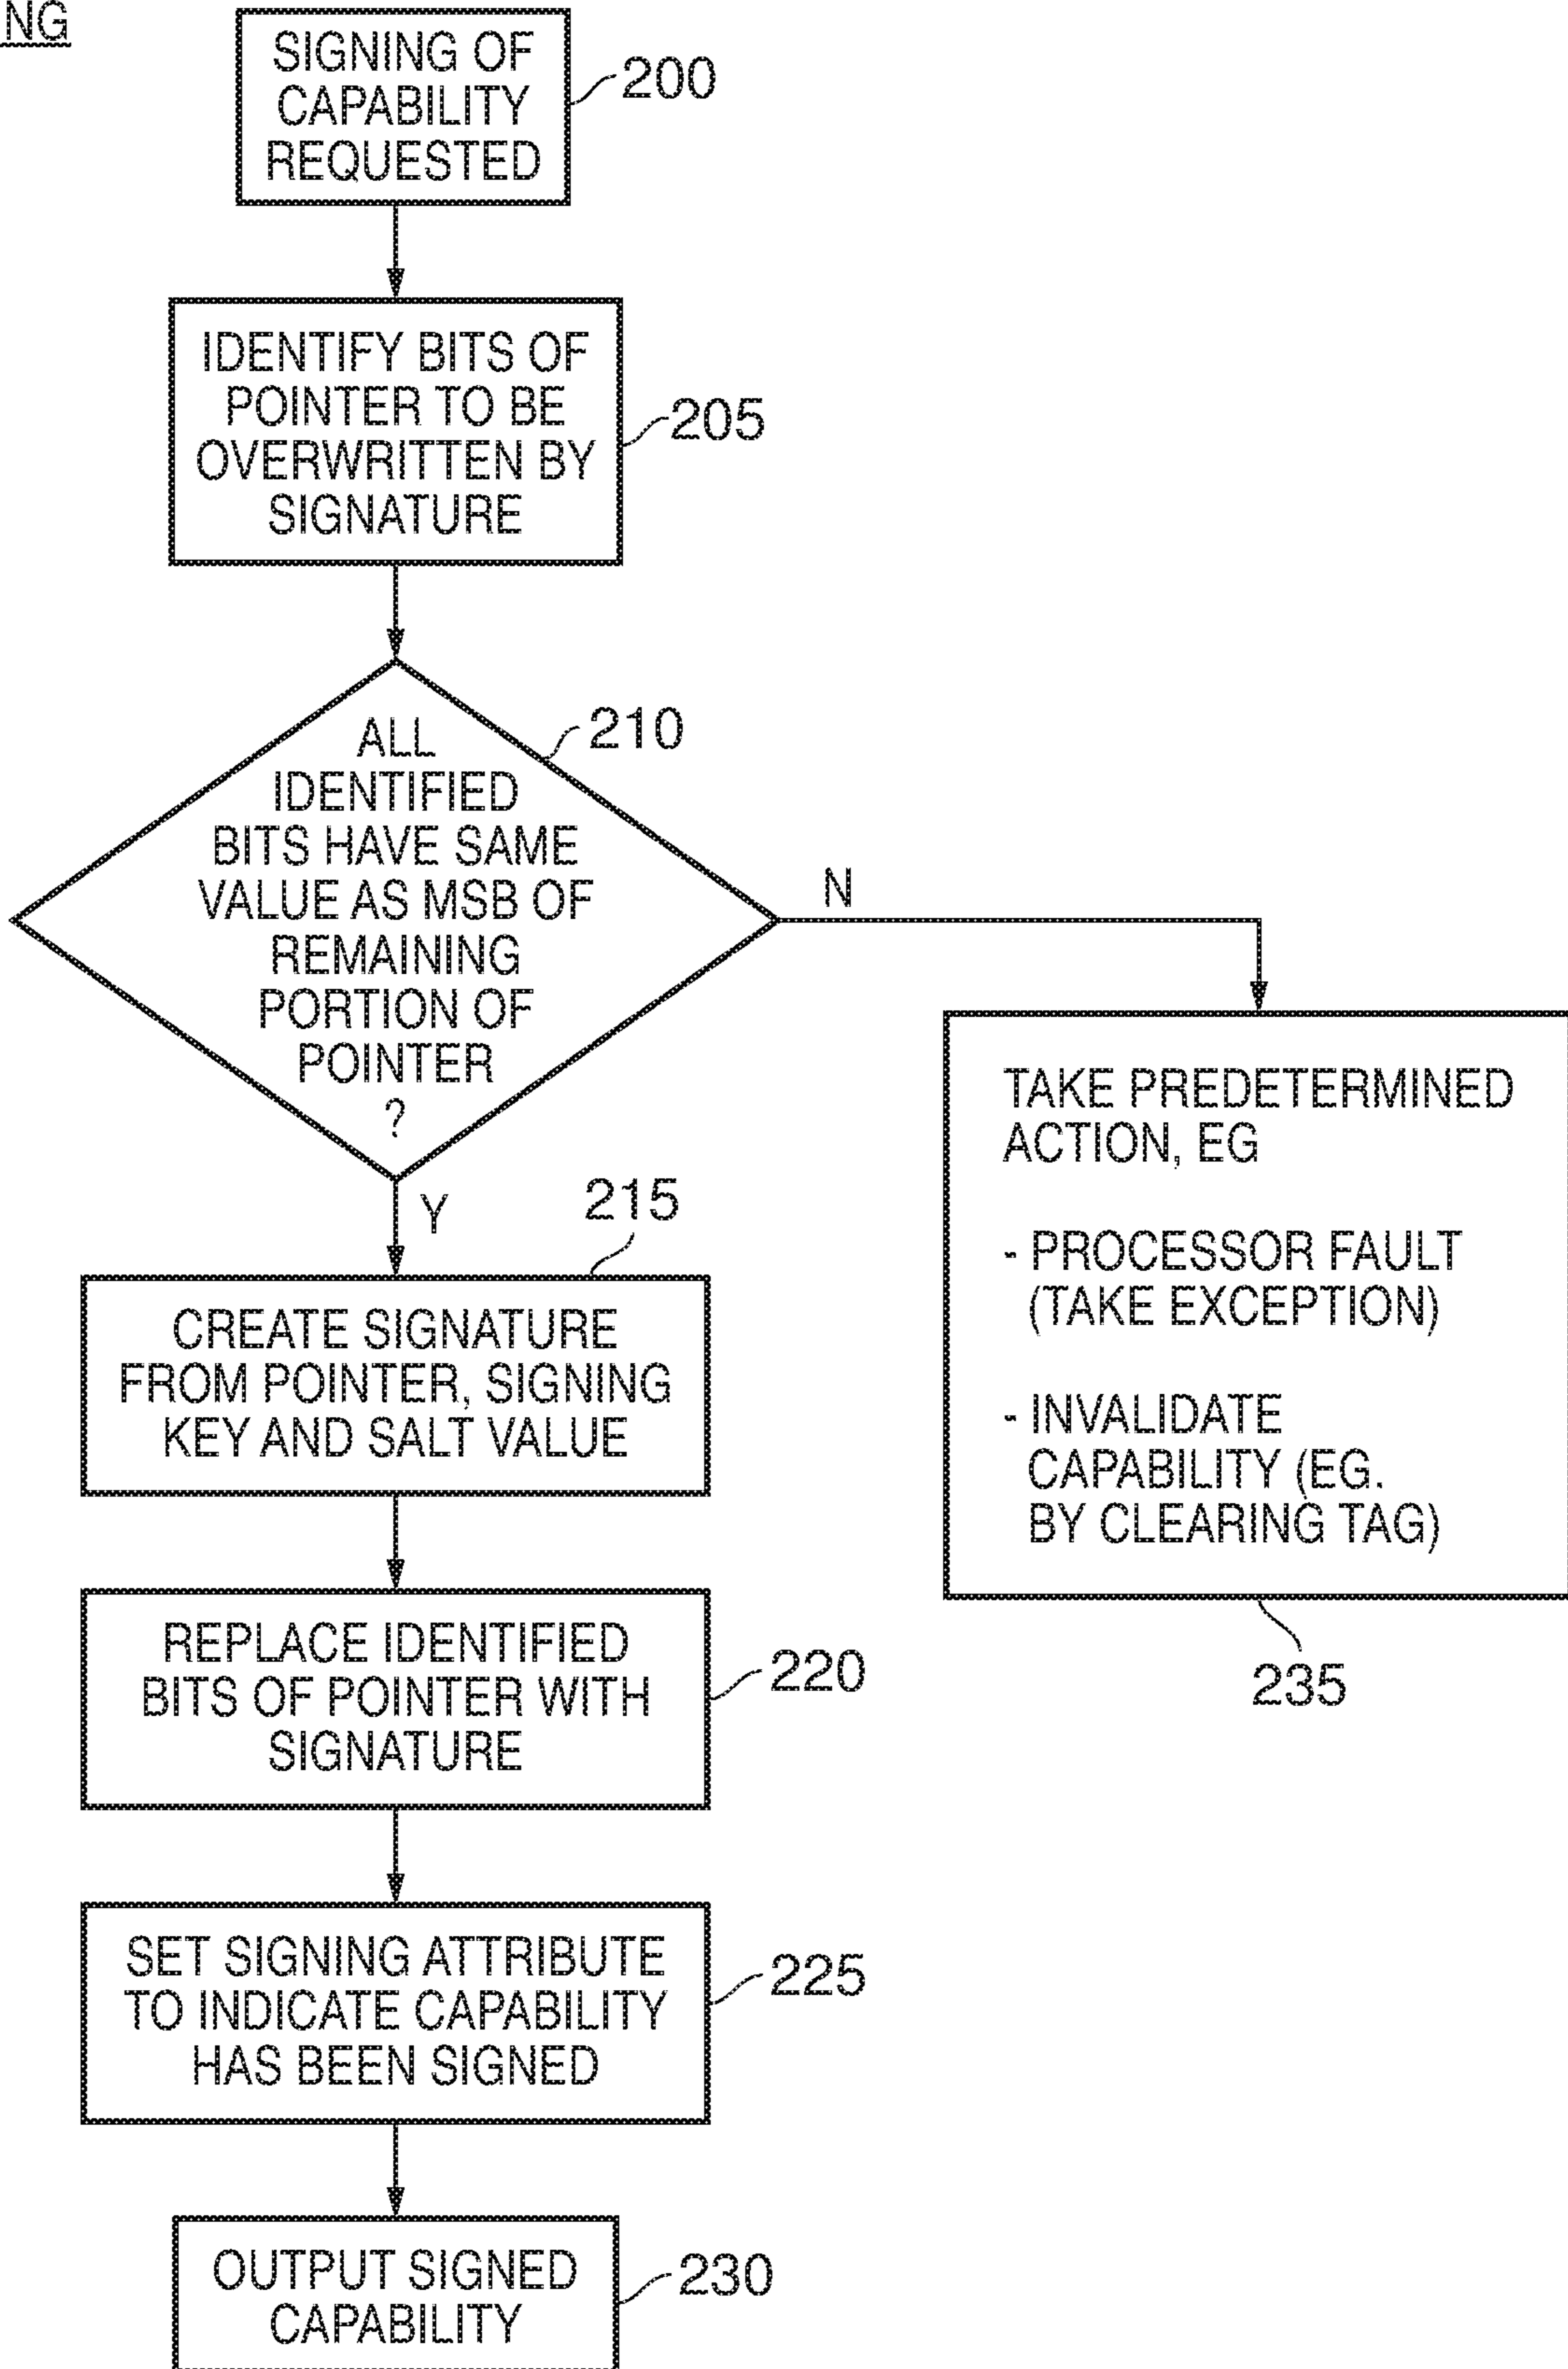 NG
SIGNING OF
CAPABILITY
REQUESTED
200
IDENTIFY BITS OF
POINTER TO BE
OVERWRITTEN BY
SIGNATURE
205
ALL
IDENTIFIED
BITS HAVE SAME
VALUE AS MSB OF
REMAINING
PORTION OF
POINTER
?
210
N
Y
TAKE PREDETERMINED
ACTION, EG
- PROCESSOR FAULT
(TAKE EXCEPTION)
- INVALIDATE
CAPABILITY (EG.
BY CLEARING TAG)
235
215
CREATE SIGNATURE
FROM POINTER, SIGNING
KEY AND SALT VALUE
REPLACE IDENTIFIED
BITS OF POINTER WITH
SIGNATURE
220
SET SIGNING ATTRIBUTE
TO INDICATE CAPABILITY
HAS BEEN SIGNED
225
OUTPUT SIGNED
CAPABILITY
230